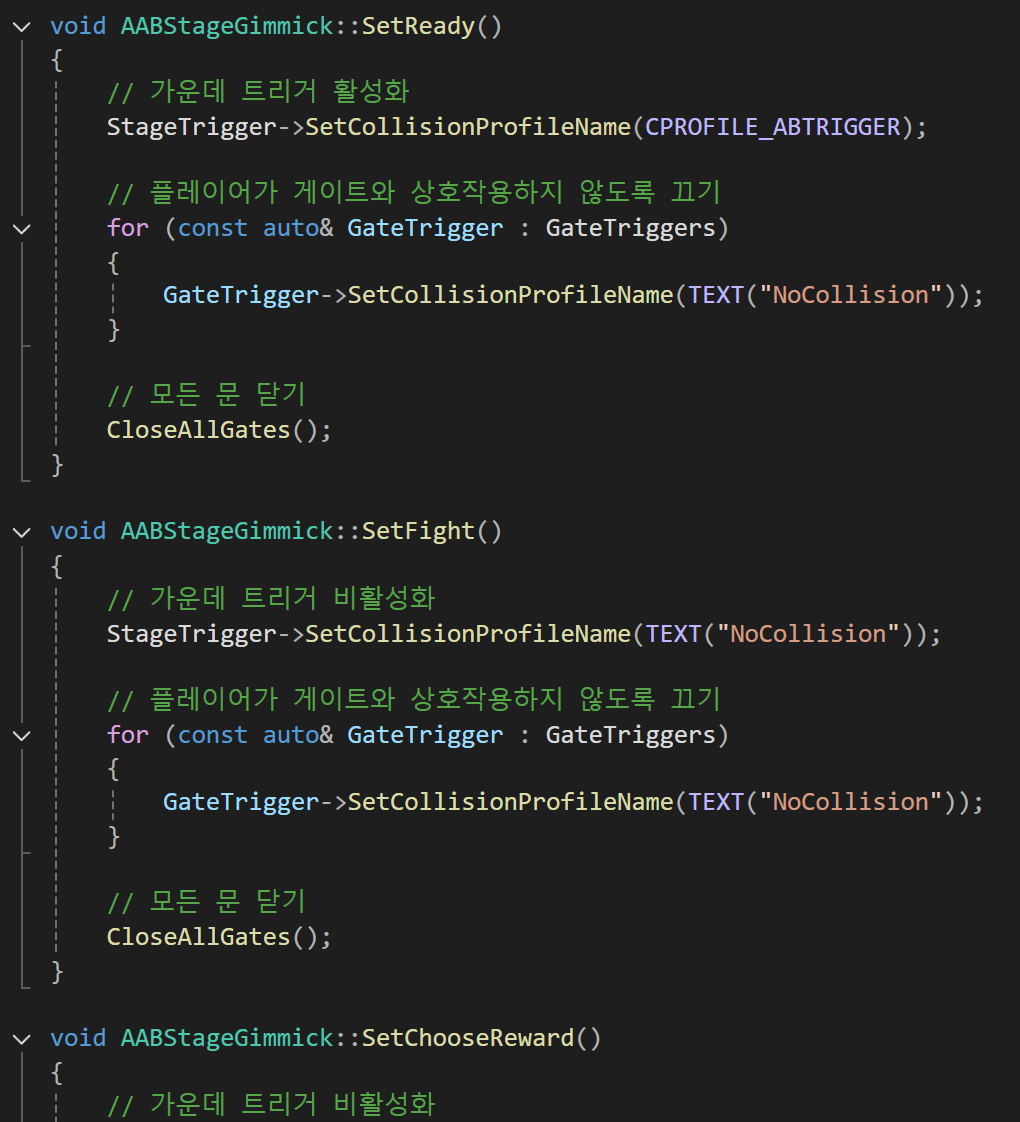 void AABStageGimmick::SetReady()
{
// 가운데 트리거 활성화
StageTrigger->SetCollisionProfileName(CPROFILE_ABTRIGGER);
// 플레이어가 게이트와 상호작용하지 않도록 끄기
for (const auto& GateTrigger : GateTriggers)
{
GateTrigger->SetCollisionProfileName(TEXT("NoCollision"));
}
// 모든 문 닫기
CloseAllGates();
}
void AABStageGimmick::SetFight()
{
// 가운데 트리거 비활성화
StageTrigger->SetCollisionProfileName(TEXT("NoCollision"));
// 플레이어가 게이트와 상호작용하지 않도록 끄기
for (const auto& GateTrigger : GateTriggers)
{
GateTrigger->SetCollisionProfileName(TEXT("NoCollision"));
}
// 모든 문 닫기
CloseAllGates();
}
void AABStageGimmick::SetChooseReward()
{
// 가운데 트리거 비활성화